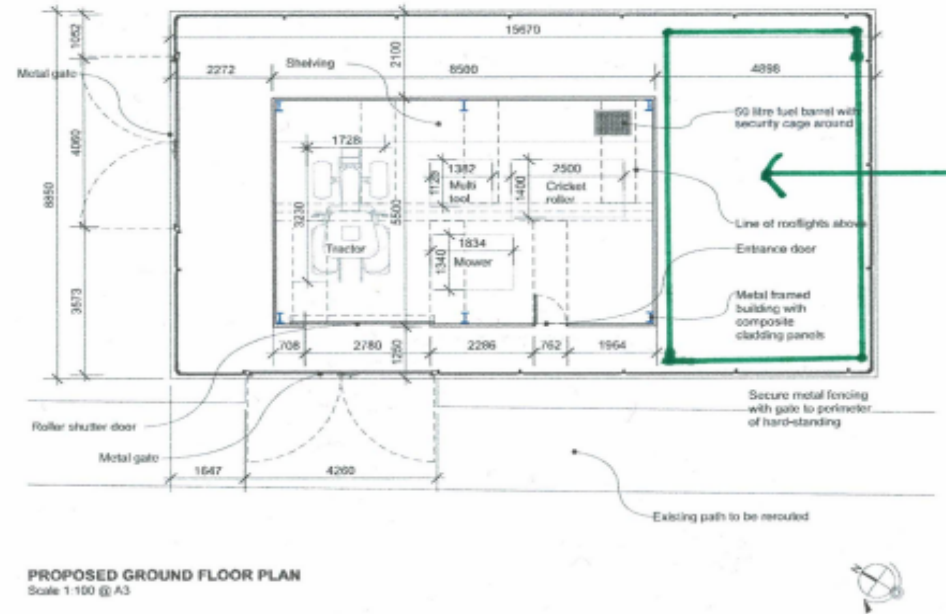 15670
1052
2100
Metal gate
2272
Shelving
8500
4898
50 litre fuel barrel with
security cage around
1728
4060
1382
2500
1128
Multi
tool
1400
Cricket
roller
8850
3230
5500
Line of rooflights above
Tractor
1834
Entrance door
1340
Mower
3573
Metal framed
building with
composite
cladding panels
708
2780
1250
2286
762
1964
Secure metal fencing
with gate to perimeter
of hard-standing
Roller shutter door
Metal gate
1647
4260
Existing path to be rerouted
PROPOSED GROUND FLOOR PLAN
Scale 1:100 @ A3
N